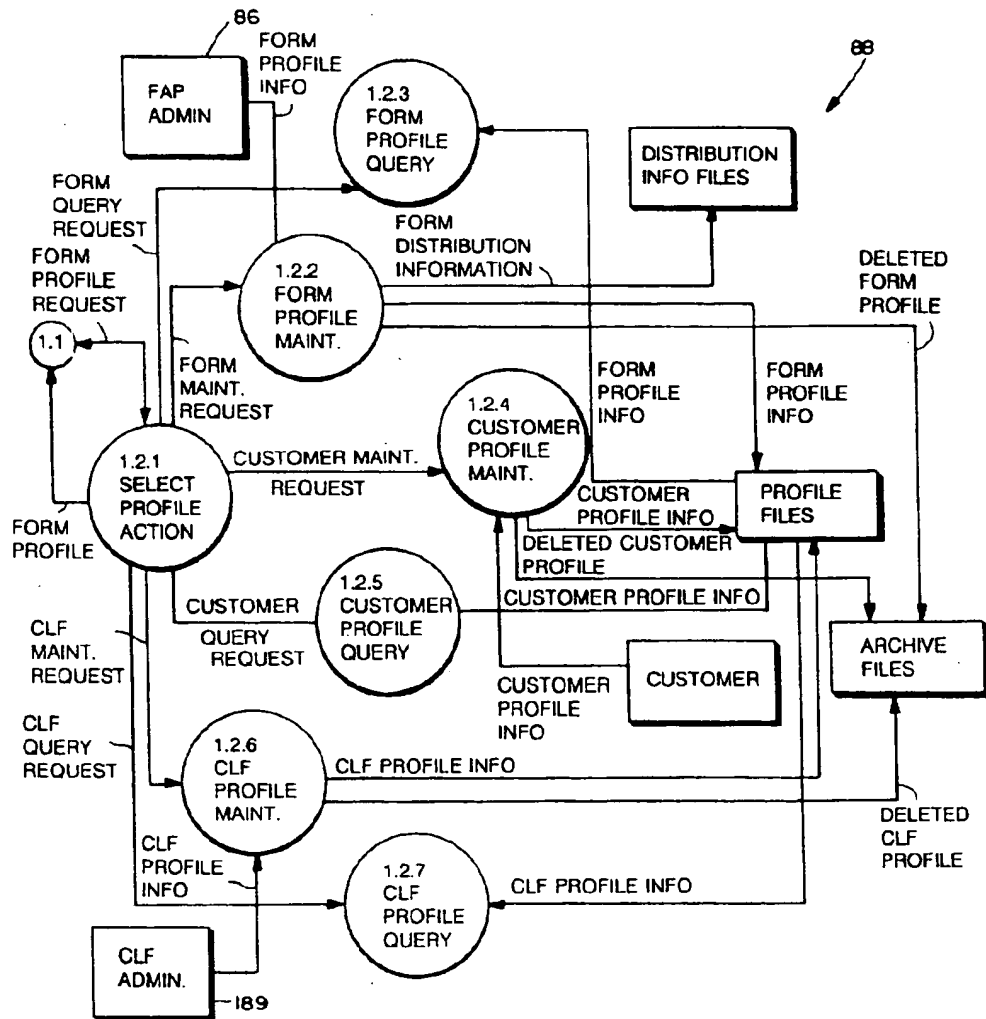 86
88
FORM
PROFILE
INFO
FAP
ADMIN
1.2.3
FORM
PROFILE
QUERY
DISTRIBUTION
INFO FILES
FORM
QUERY
REQUEST
FORM
DISTRIBUTION
INFORMATION
FORM
PROFILE
REQUEST
1.2.2
FORM
PROFILE
MAINT.
DELETED
FORM
PROFILE
1.1
FORM
MAINT.
REQUEST
FORM
PROFILE
INFO
FORM
PROFILE
INFO
1.2.4
CUSTOMER
PROFILE
MAINT.
1.2.1
SELECT
PROFILE
ACTION
CUSTOMER MAINT.
REQUEST
PROFILE
FILES
FORM
PROFILE
CUSTOMER
PROFILE INFO
DELETED CUSTOMER
PROFILE
CUSTOMER
QUERY
REQUEST
1.2.5
CUSTOMER
PROFILE
QUERY
CUSTOMER PROFILE INFO
CLF
MAINT.
REQUEST
ARCHIVE
FILES
CUSTOMER
PROFILE
INFO
CUSTOMER
CLF
QUERY
REQUEST
1.2.6
CLF
PROFILE
MAINT.
CLF PROFILE INFO
DELETED
CLF
PROFILE
CLF
PROFILE
INFO
1.2.7
CLF
PROFILE
QUERY
CLF PROFILE INFO
CLF
ADMIN.
189